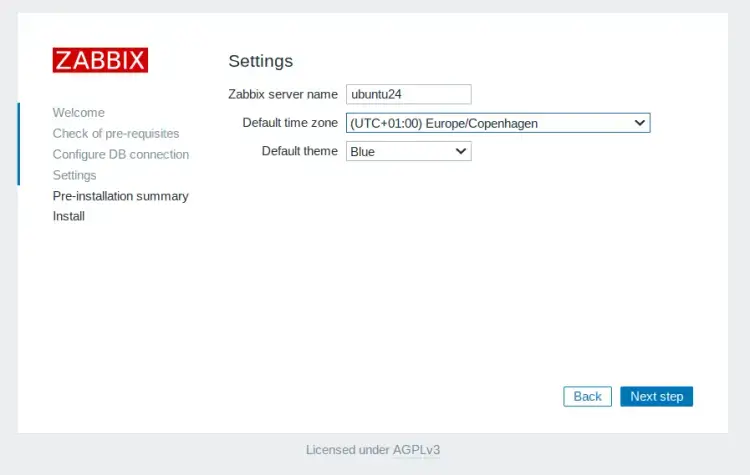 ZABBIX
Welcome
Check of pre-requisites
Configure DB connection
Settings
Pre-installation summary
Install
Settings
Zabbix server name ubuntu24
Default time zone (UTC+01:00) Europe/Copenhagen
Default theme Blue
Back Next step
Licensed under AGPLv3